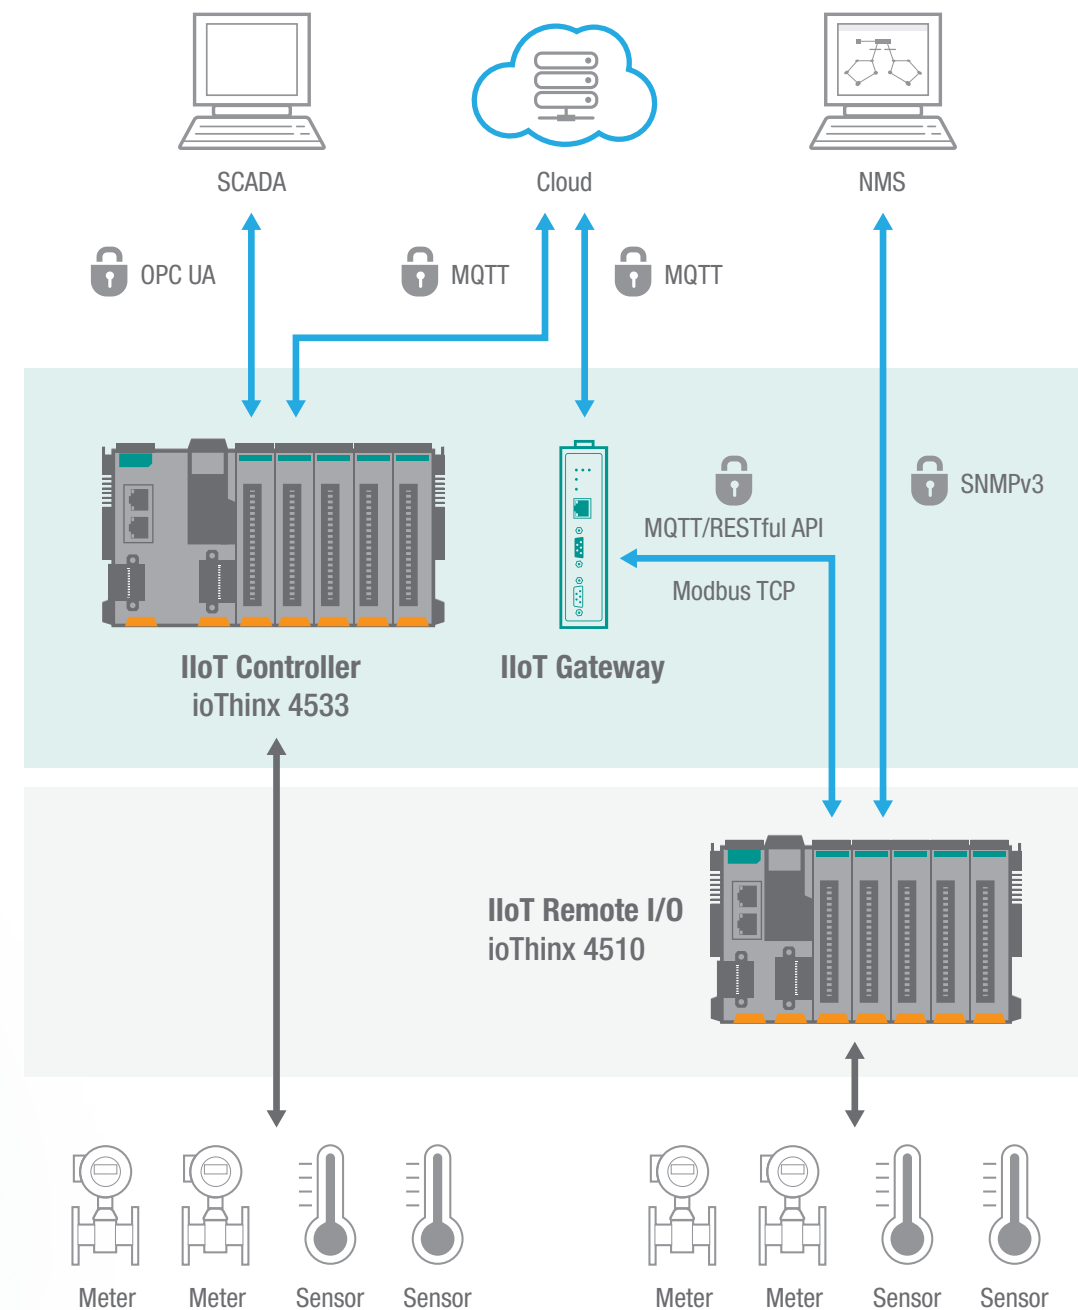 SCADA
Cloud
NMS
OPC UA
MQTT
MQTT
SNMPv3
MQTT/RESTful API
Modbus TCP
IIoT Controller
ioThinx 4533
IIoT Gateway
IIoT Remote I/O
ioThinx 4510
Meter
Meter
Sensor
Sensor
Meter
Meter
Sensor
Sensor